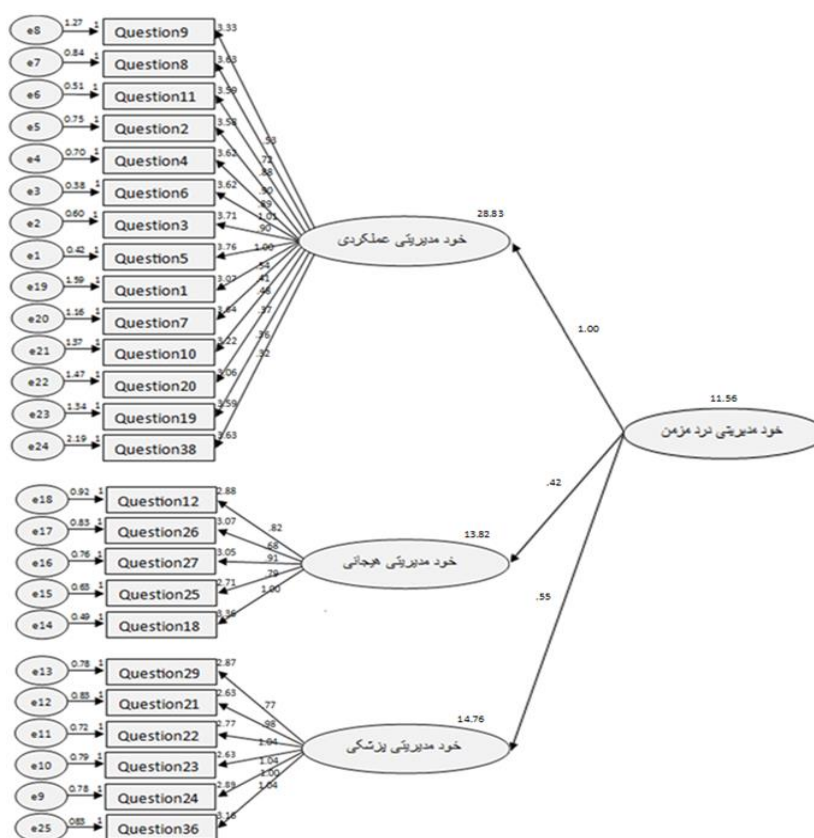 e8 1.27 1 Question9 3.33
e7 0.84 1 Question8 3.63
e6 0.51 1 Question11 3.59
e5 0.75 1 Question2 3.58
e4 0.70 1 Question4 3.62
e3 0.38 1 Question6 3.62
e2 0.60 1 Question3 3.71
e1 0.42 1 Question5 3.76
e19 1.59 1 Question1 3.07
e20 1.16 1 Question7
e21 1.37 1 Question10 3.22
e22 1.47 1 Question20 3.06
e23 1.34 1 Question19 3.59
e24 2.19 1 Question38 3.63
.53
.72
.88
.90
.89
1.01
.90
1.00
.54
.41
.48
.37
.36
.32
28.83
خود مدیریتی عملکردی
1.00
11.56
خود مدیریتی درد مزمن
.42
.55
e18 0.92 1 Question12 2.88
e17 0.83 1 Question26 3.07
e16 0.76 1 Question27 3.05
e15 0.63 1 Question25 2.71
e14 0.49 1 Question18 3.36
.82
.68
.91
.79
1.00
13.82
خود مدیریتی هیجانی
e13 0.78 1 Question29 2.87
e12 0.83 1 Question21 2.63
e11 0.72 1 Question22 2.77
e10 0.79 1 Question23 2.63
e9 0.78 1 Question24 2.89
e25 083 1 Question36 3.16
.77
.98
1.04
1.04
1.00
1.04
14.76
خود مدیریتی پزشکی